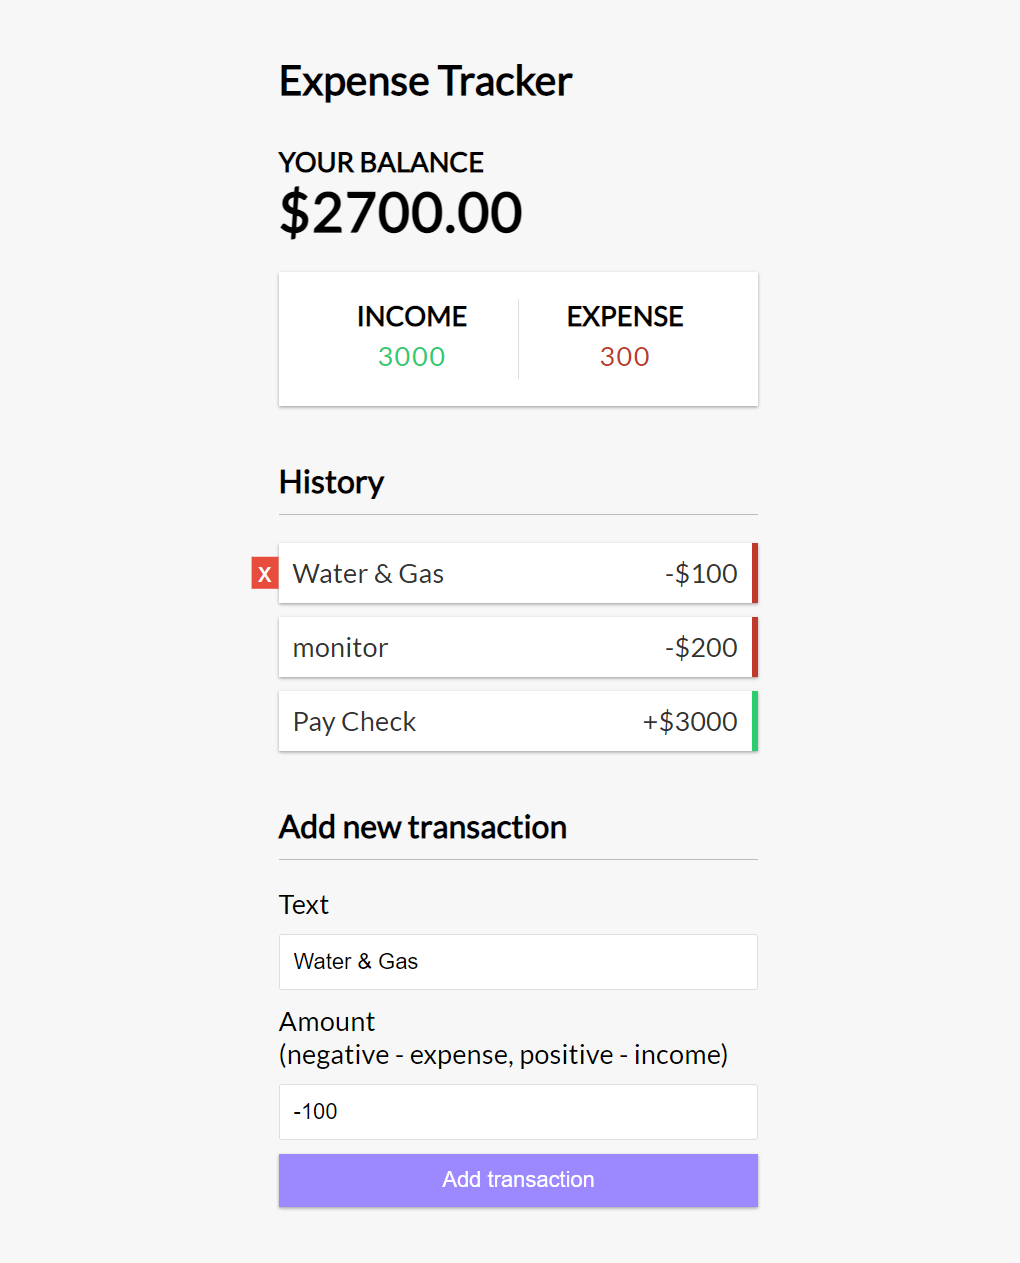 Expense Tracker
YOUR BALANCE
$2700.00
INCOME EXPENSE
3000 300
History
x Water & Gas -$100
monitor -$200
Pay Check +$3000
Add new transaction
Text
Water & Gas
Amount
(negative - expense, positive - income)
-100
Add transaction